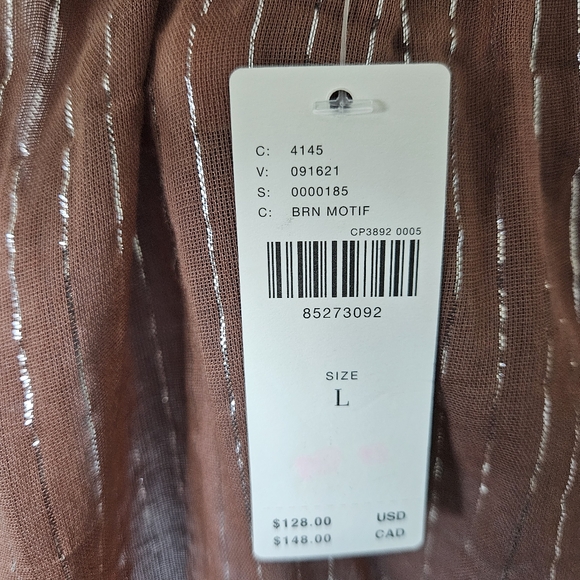 C: 4145
V: 091621
S: 0000185
C: BRN MOTIF
CP3892 0005
85273092
SIZE
L
$128.00 USD
$148.00 CAD